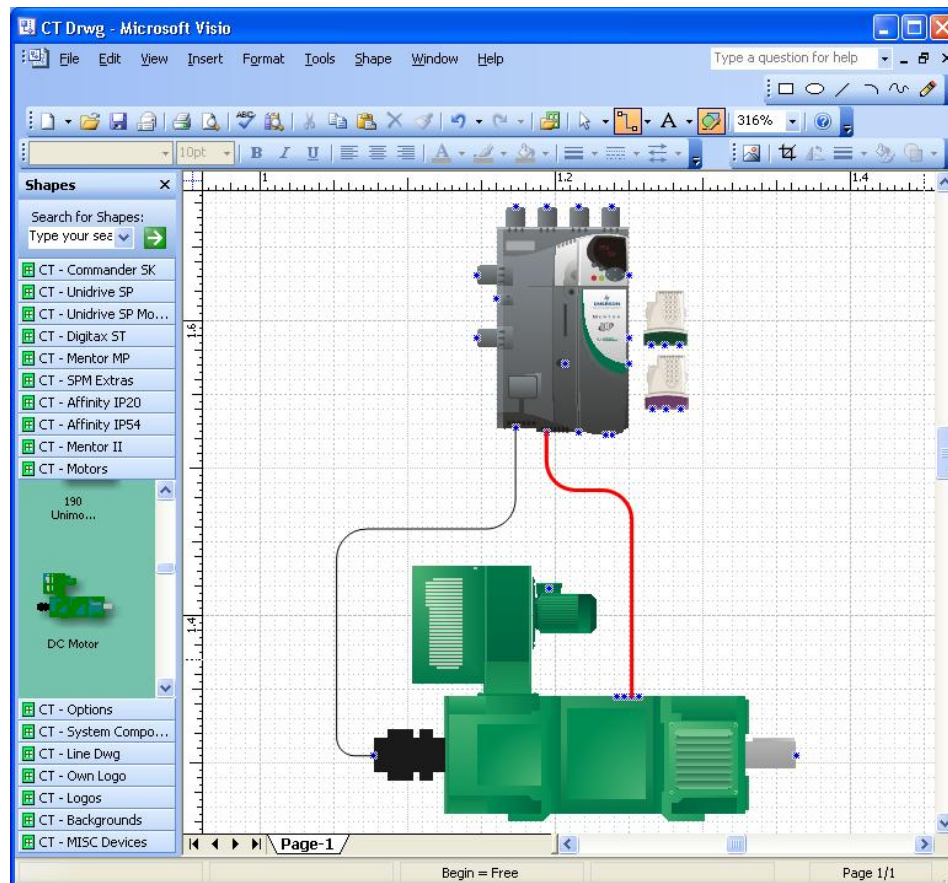 CT Drwg - Microsoft Visio
File Edit View Insert Format Tools Shape Window Help
Type a question for help
ABC
A
316%
10pt B I U A
Shapes
Search for Shapes:
Type your sea
CT - Commander SK
CT - Unidrive SP
CT - Unidrive SP Mo...
CT - Digitax ST
CT - Mentor MP
CT - SPM Extras
CT - Affinity IP20
CT - Affinity IP54
CT - Mentor II
CT - Motors
190
Unimo...
DC Motor
CT - Options
CT - System Compo...
CT - Line Dwg
CT - Own Logo
CT - Logos
CT - Backgrounds
CT - MISC Devices
1 1.2 1.4
1.6
1.4
EMERSON
Mentor
Page-1
Begin = Free
Page 1/1